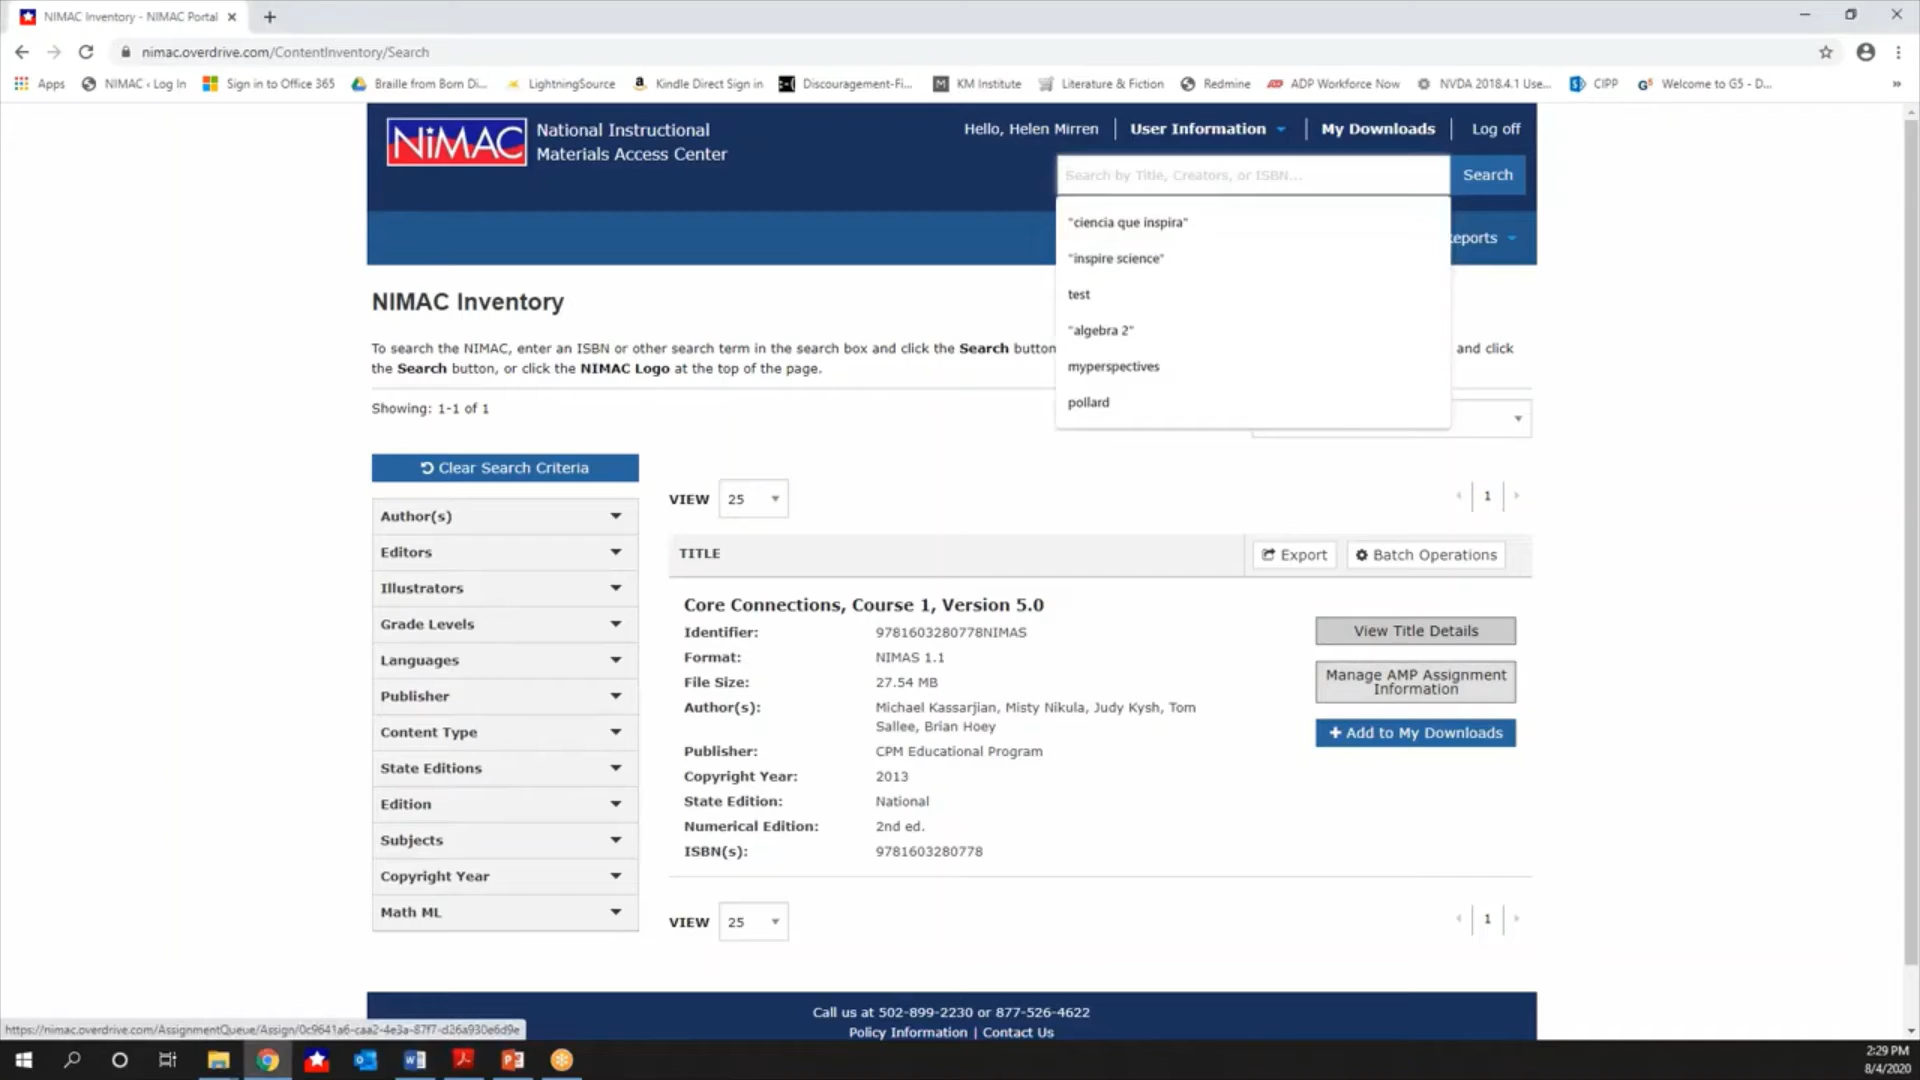 NIMAC Inventory - NIMAC Portal
nimac.overdrive.com/ContentInventory/Search
Apps NIMAC ‹ Log In Sign in to Office 365 Braille from Born Di... LightningSource Kindle Direct Sign in Discouragement-Fi... KM Institute Literature & Fiction Redmine ADP Workforce Now NVDA 2018.4.1 Use... CIPP Welcome to G5 - D... »
NIMAC National Instructional
Materials Access Center
Hello, Helen Mirren User Information My Downloads Log off
Search by Title, Creators, or ISBN... Search
"ciencia que inspira"
"inspire science"
test
"algebra 2"
myperspectives
pollard
eports
NIMAC Inventory
To search the NIMAC, enter an ISBN or other search term in the search box and click the Search button and click
the Search button, or click the NIMAC Logo at the top of the page.
Showing: 1-1 of 1
Clear Search Criteria
Author(s)
Editors
Illustrators
Grade Levels
Languages
Publisher
Content Type
State Editions
Edition
Subjects
Copyright Year
Math ML
VIEW 25 1
TITLE Export Batch Operations
Core Connections, Course 1, Version 5.0
Identifier: 9781603280778NIMAS
Format: NIMAS 1.1
File Size: 27.54 MB
Author(s): Michael Kassarjian, Misty Nikula, Judy Kysh, Tom
Sallee, Brian Hoey
Publisher: CPM Educational Program
Copyright Year: 2013
State Edition: National
Numerical Edition: 2nd ed.
ISBN(s): 9781603280778
View Title Details
Manage AMP Assignment
Information
+ Add to My Downloads
VIEW 25 1
Call us at 502-899-2230 or 877-526-4622
Policy Information | Contact Us
https://nimac.overdrive.com/AssignmentQueue/Assign/0c9641a6-caa2-4e3a-87f7-d26a930e6d9e
2:29 PM
8/4/2020